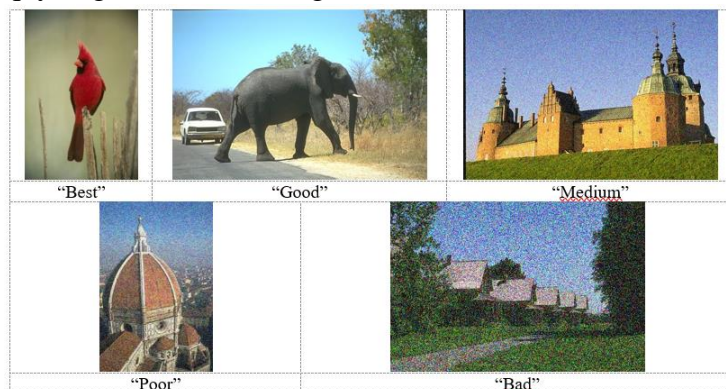 “Best”
“Good”
“Medium”
“Poor”
“Bad”